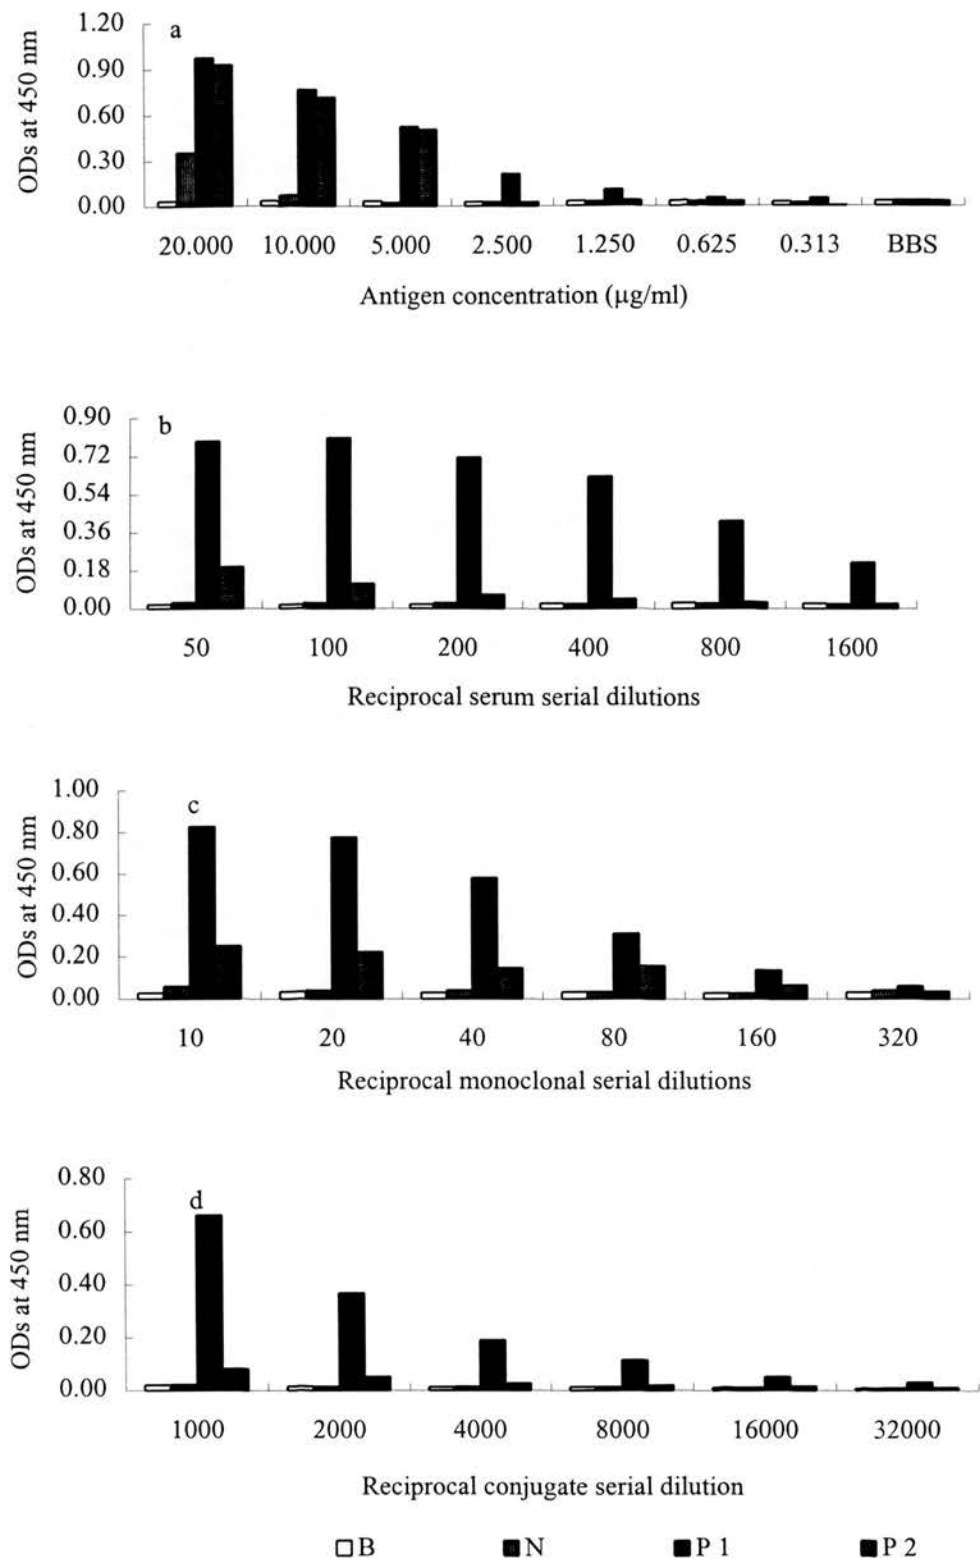 1.20
a
0.90
0.60
0.30
0.00
ODs at 450 nm
20.000 10.000 5.000 2.500 1.250 0.625 0.313 BBS
Antigen concentration (µg/ml)
0.90
b
0.72
0.54
0.36
0.18
0.00
ODs at 450 nm
50 100 200 400 800 1600
Reciprocal serum serial dilutions
1.00
c
0.80
0.60
0.40
0.20
0.00
ODs at 450 nm
10 20 40 80 160 320
Reciprocal monoclonal serial dilutions
0.80
d
0.60
0.40
0.20
0.00
ODs at 450 nm
1000 2000 4000 8000 16000 32000
Reciprocal conjugate serial dilution
B N P 1 P 2